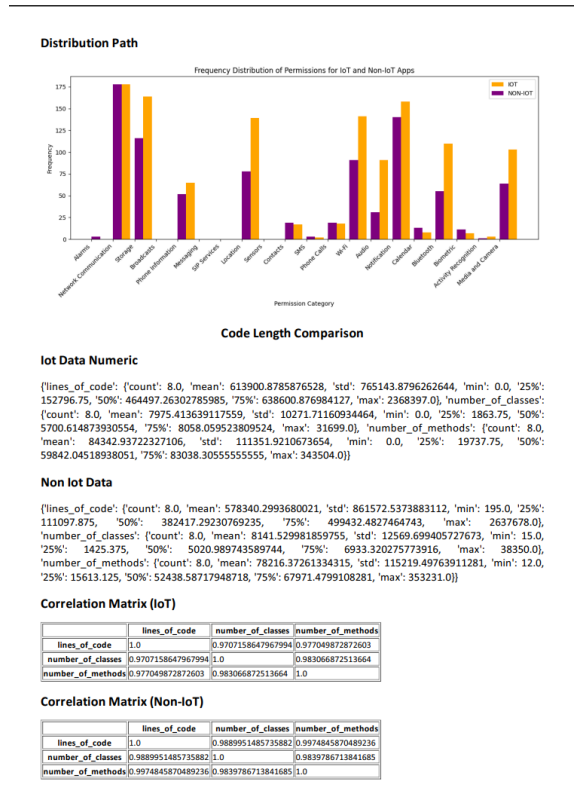 Distribution Path
Frequency Distribution of Permissions for IoT and Non-IoT Apps
IOT
NON-IOT
Frequency
175
150
125
100
75
50
25
0
Alarms
Network Communication
Storage
Broadcasts
Phone Information
Messaging
SIP Services
Location
Sensors
Contacts
SMS
Phone Calls
Wi-Fi
Audio
Notification
Calendar
Bluetooth
Biometric
Activity Recognition
Media and Camera
Permission Category
Code Length Comparison
Iot Data Numeric
{'lines_of_code': {'count': 8.0, 'mean': 613900.8785876528, 'std': 765143.8796262644, 'min': 0.0, '25%':
152796.75, '50%': 464497.26302785985, '75%': 638600.876984127, 'max': 2368397.0}, 'number_of_classes':
{'count': 8.0, 'mean': 7975.413639117559, 'std': 10271.71160934464, 'min': 0.0, '25%': 1863.75, '50%':
5700.614873930554, '75%': 8058.059523809524, 'max': 31699.0}, 'number_of_methods': {'count': 8.0,
'mean': 84342.93722327106, 'std': 111351.9210673654, 'min': 0.0, '25%': 19737.75, '50%':
59842.04518938051, '75%': 83038.30555555555, 'max': 343504.0}}
Non Iot Data
{'lines_of_code': {'count': 8.0, 'mean': 578340.2993680021, 'std': 861572.5373883112, 'min': 195.0, '25%':
111097.875, '50%': 382417.29230769235, '75%': 499432.4827464743, 'max': 2637678.0},
'number_of_classes': {'count': 8.0, 'mean': 8141.529981859755, 'std': 12569.699405727673, 'min': 15.0,
'25%': 1425.375, '50%': 5020.989743589744, '75%': 6933.320275773916, 'max': 38350.0},
'number_of_methods': {'count': 8.0, 'mean': 78216.37261334315, 'std': 115219.49763911281, 'min': 12.0,
'25%': 15613.125, '50%': 52438.58717948718, '75%': 67971.4799108281, 'max': 353231.0}}
Correlation Matrix (IoT)
lines_of_code number_of_classes number_of_methods
lines_of_code 1.0 0.9707158647967994 0.977049872872603
number_of_classes 0.9707158647967994 1.0 0.983066872513664
number_of_methods 0.977049872872603 0.983066872513664 1.0
Correlation Matrix (Non-IoT)
lines_of_code number_of_classes number_of_methods
lines_of_code 1.0 0.9889951485735882 0.9974845870489236
number_of_classes 0.9889951485735882 1.0 0.9839786713841685
number_of_methods 0.9974845870489236 0.9839786713841685 1.0